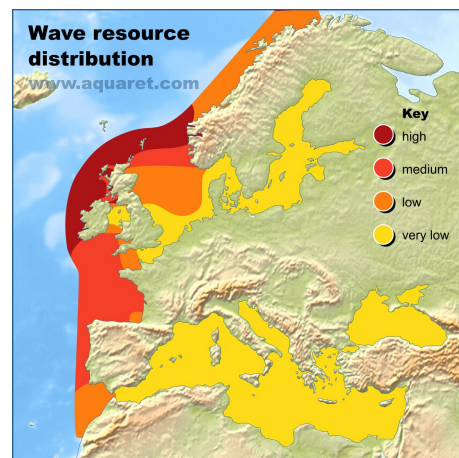 Wave resource
distribution
www.aquaret.com
Key
high
medium
low
very low